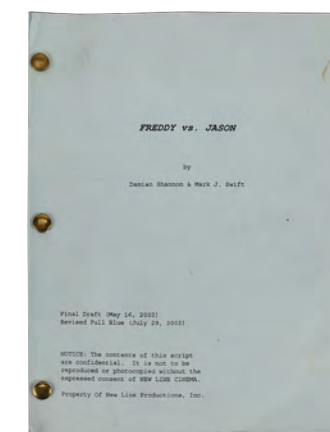 FREDDY vs. JASON
by
Damian Shannon & Mark J. Swift
Final Draft (May 16, 2002)
Revised Full Blue (July 29, 2002)
NOTICE: The contents of this script
are confidential. It is not to be
reproduced or photocopied without the
expressed consent of NEW LINE CINEMA.
Property Of New Line Productions, Inc.